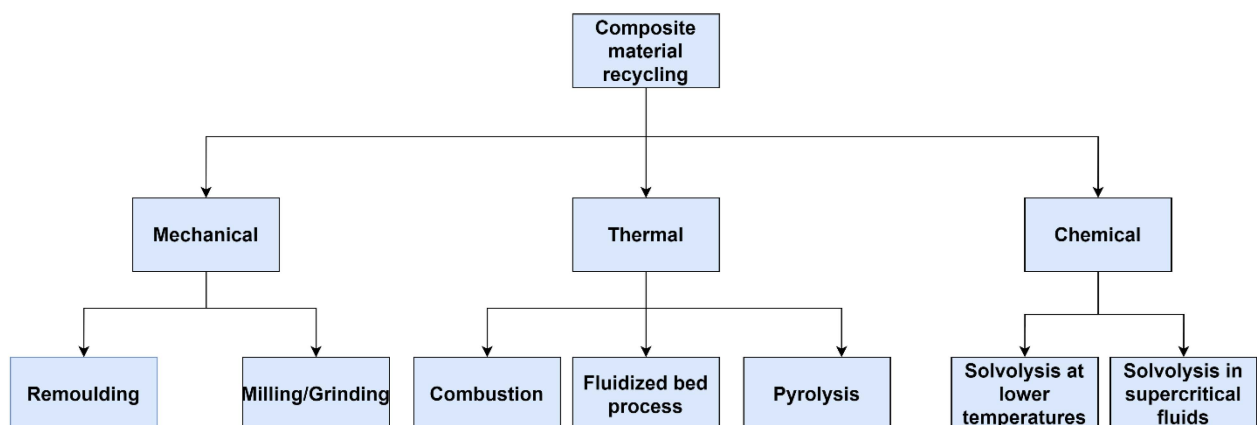 Composite
material
recycling
Mechanical
Thermal
Chemical
Remoulding
Milling/Grinding
Combustion
Fluidized bed
process
Pyrolysis
Solvolysis at
lower
temperatures
Solvolysis in
supercritical
fluids